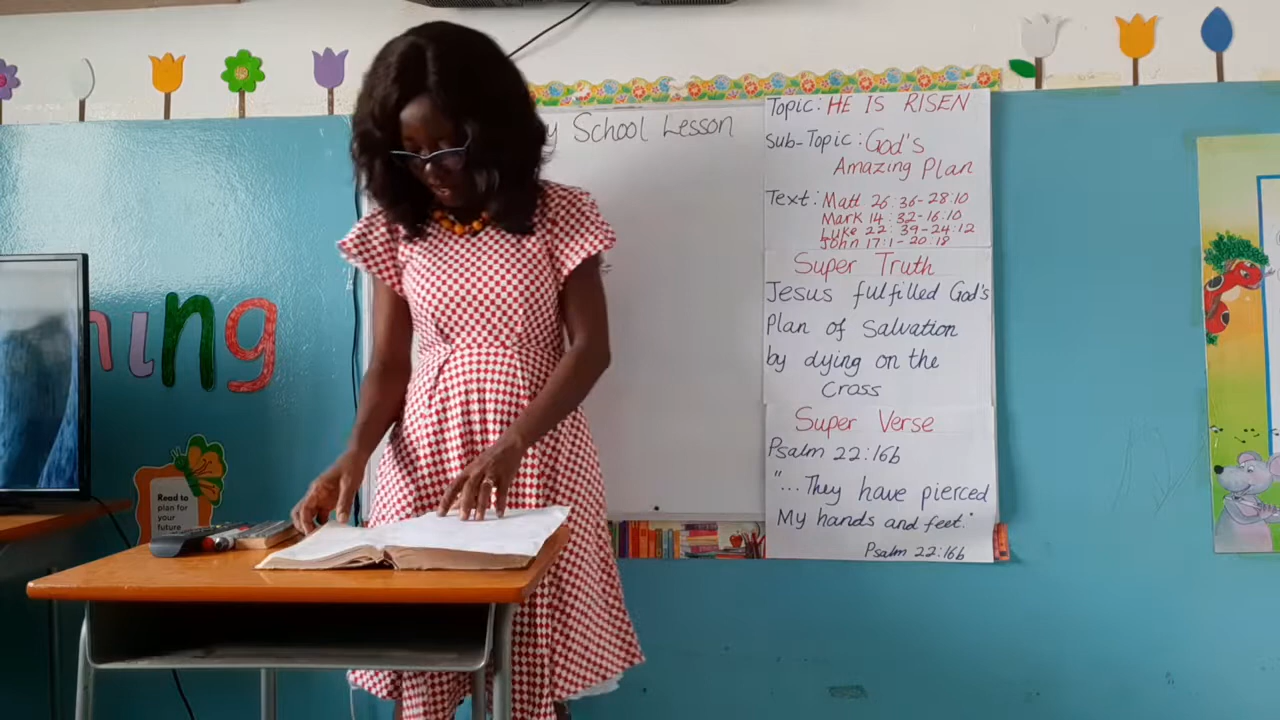 School Lesson
Topic: HE IS RISEN
Sub-Topic: God's
Amazing Plan
Text: Matt 26:36-28:10
Mark 14:32-16:10
Luke 22:39-24:12
John 17:1-20:18
Super Truth
Jesus fulfilled God's
Plan of Salvation
by dying on the
Cross
Super Verse
Psalm 22:16b
"...They have pierced
My hands and feet."
Psalm 22:16b
ning
Read to
plan for
your
future